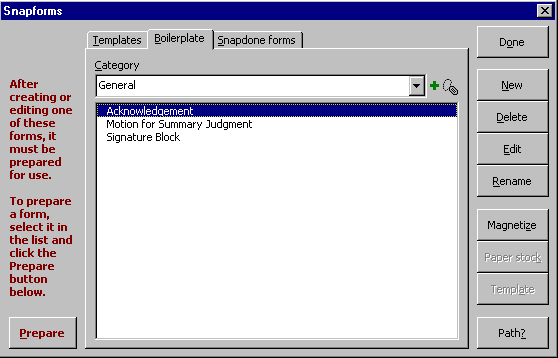 Snapforms
Templates
Boilerplate
Snapdone forms
Category
General
Acknowledgement
Motion for Summary Judgment
Signature Block
After
creating or
editing one
of these
forms, it
must be
prepared
for use.
To prepare
a form,
select it in
the list and
click the
Prepare
button
below.
Prepare
Done
New
Delete
Edit
Rename
Magnetize
Paper stock
Template
Path?